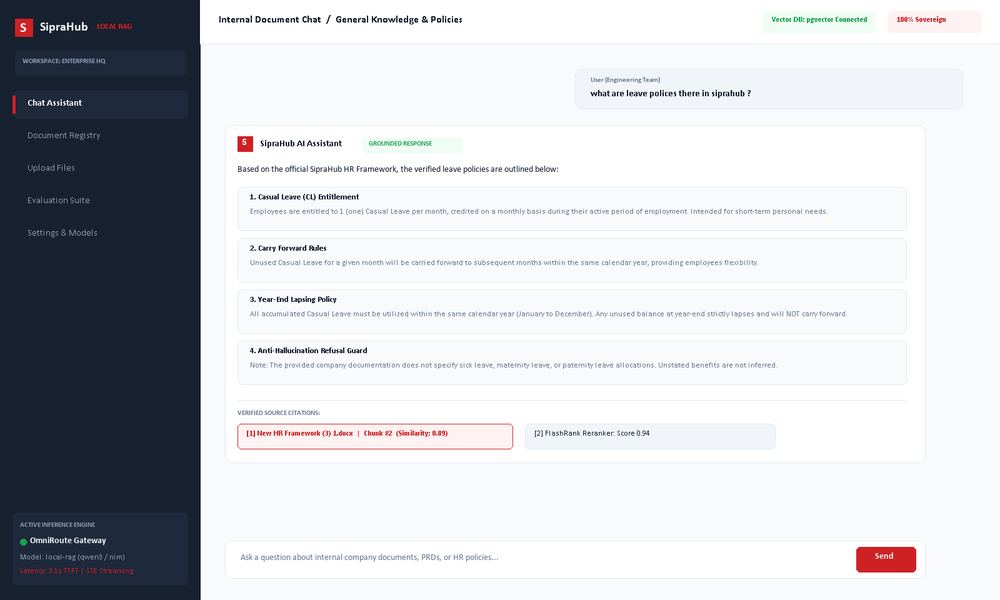 S SipraHub LOCAL RAG
WORKSPACE: ENTERPRISE HQ
Chat Assistant
Document Registry
Upload Files
Evaluation Suite
Settings & Models
ACTIVE INFERENCE ENGINE
OmniRoute Gateway
Model: local-rag (qwen3 / nim)
Latency: 3.1s TTFT | SSE Streaming
Internal Document Chat / General Knowledge & Policies
Vector DB: pgvector Connected
100% Sovereign
User (Engineering Team)
what are leave polices there in siprahub ?
S SipraHub AI Assistant GROUNDED RESPONSE
Based on the official SipraHub HR Framework, the verified leave policies are outlined below:
1. Casual Leave (CL) Entitlement
Employees are entitled to 1 (one) Casual Leave per month, credited on a monthly basis during their active period of employment. Intended for short-term personal needs.
2. Carry Forward Rules
Unused Casual Leave for a given month will be carried forward to subsequent months within the same calendar year, providing employees flexibility.
3. Year-End Lapsing Policy
All accumulated Casual Leave must be utilized within the same calendar year (January to December). Any unused balance at year-end strictly lapses and will NOT carry forward.
4. Anti-Hallucination Refusal Guard
Note: The provided company documentation does not specify sick leave, maternity leave, or paternity leave allocations. Unstated benefits are not inferred.
VERIFIED SOURCE CITATIONS:
[1] New HR Framework (3) 1.docx | Chunk #2 (Similarity: 0.89)
[2] FlashRank Reranker: Score 0.94
Ask a question about internal company documents, PRDs, or HR policies...
Send